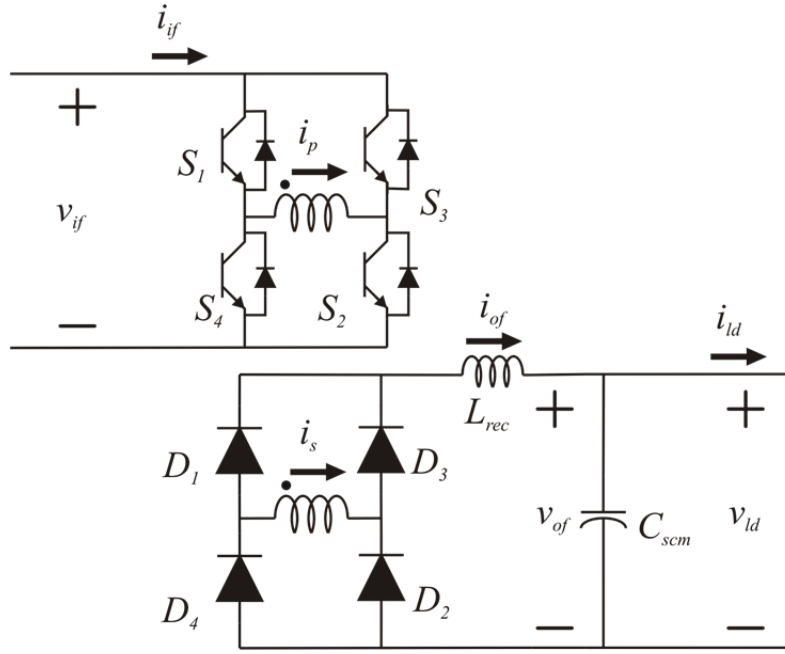 i_if
+
i_p
S_1
S_3
v_if
−
S_4
S_2
i_of
i_ld
L_rec
+
+
i_s
D_1
D_3
v_of
C_scm
v_ld
D_4
D_2
−
−